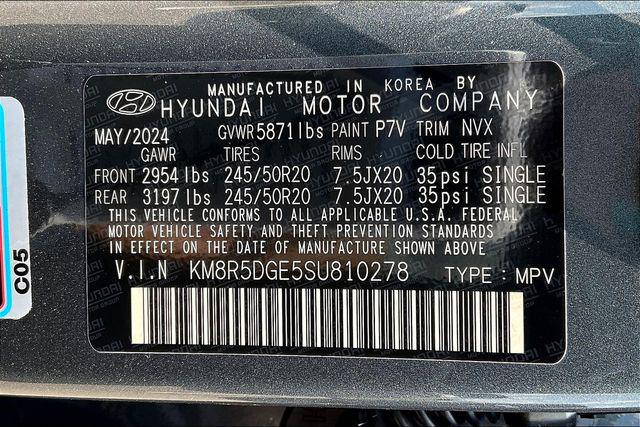 MANUFACTURED IN KOREA BY
HYUNDAI MOTOR COMPANY
MAY/2024 GVWR 5871lbs PAINT P7V TRIM NVX
GAWR TIRES RIMS COLD TIRE INFL
FRONT 2954 lbs 245/50R20 7.5JX20 35psi SINGLE
REAR 3197 lbs 245/50R20 7.5JX20 35psi SINGLE
THIS VEHICLE CONFORMS TO ALL APPLICABLE U.S.A. FEDERAL
MOTOR VEHICLE SAFETY AND THEFT PREVENTION STANDARDS
IN EFFECT ON THE DATE OF MANUFACTURE SHOWN ABOVE.
V.I.N KM8R5DGE5SU810278 TYPE : MPV
C05